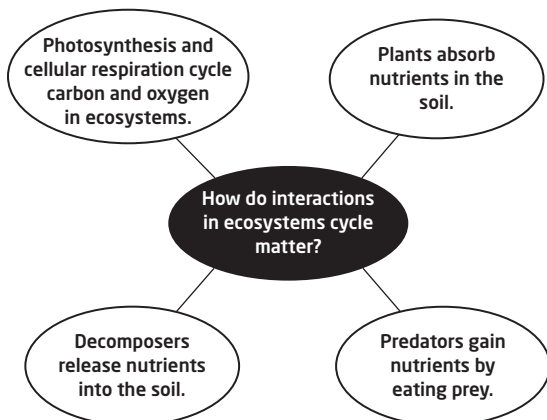 Photosynthesis and
cellular respiration cycle
carbon and oxygen
in ecosystems.
Plants absorb
nutrients in the
soil.
How do interactions
in ecosystems cycle
matter?
Decomposers
release nutrients
into the soil.
Predators gain
nutrients by
eating prey.